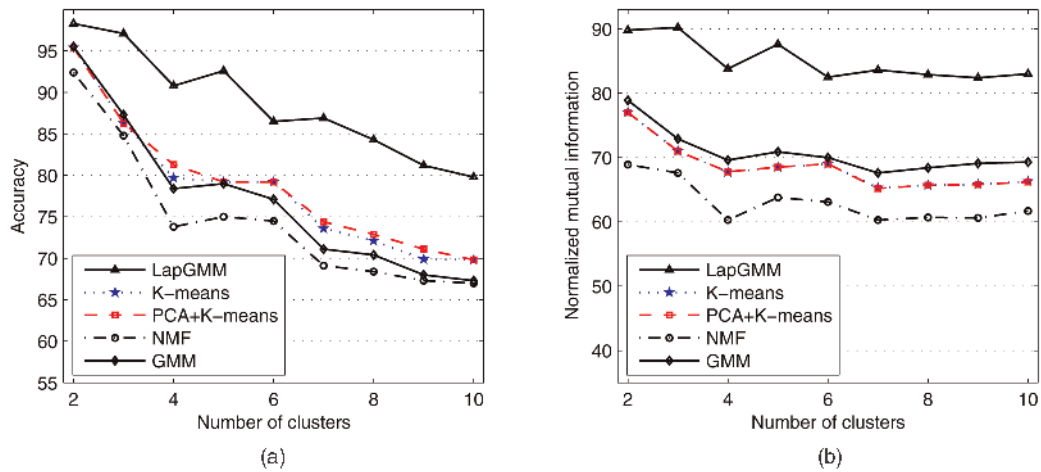 95
90
85
80
75
70
65
60
55
Accuracy
LapGMM
K−means
PCA+K−means
NMF
GMM
2 4 6 8 10
Number of clusters
(a)
90
80
70
60
50
40
Normalized mutual information
LapGMM
K−means
PCA+K−means
NMF
GMM
2 4 6 8 10
Number of clusters
(b)